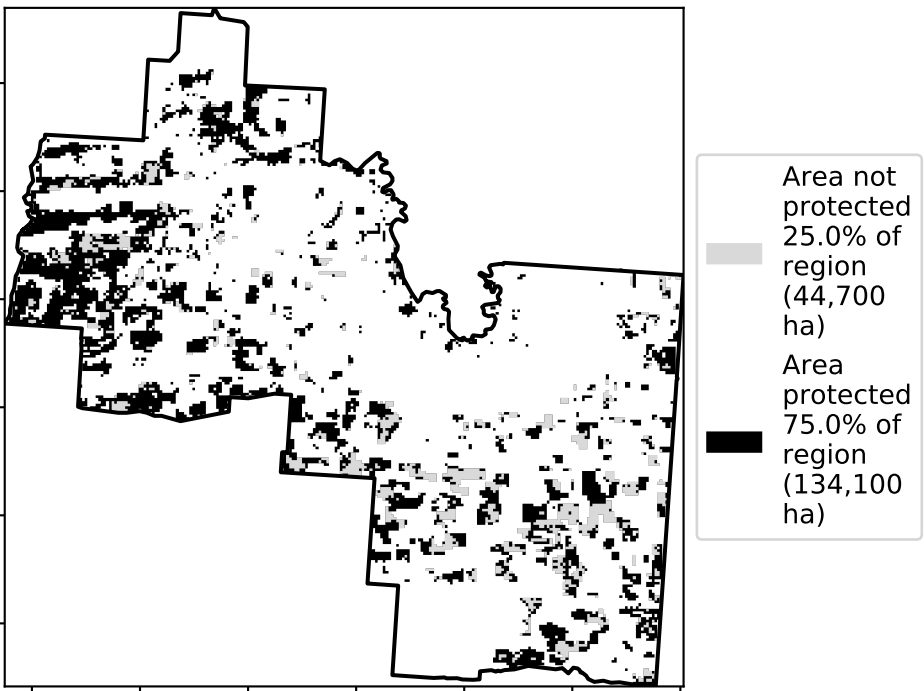 Area not
protected
25.0% of
region
(44,700
ha)
Area
protected
75.0% of
region
(134,100
ha)